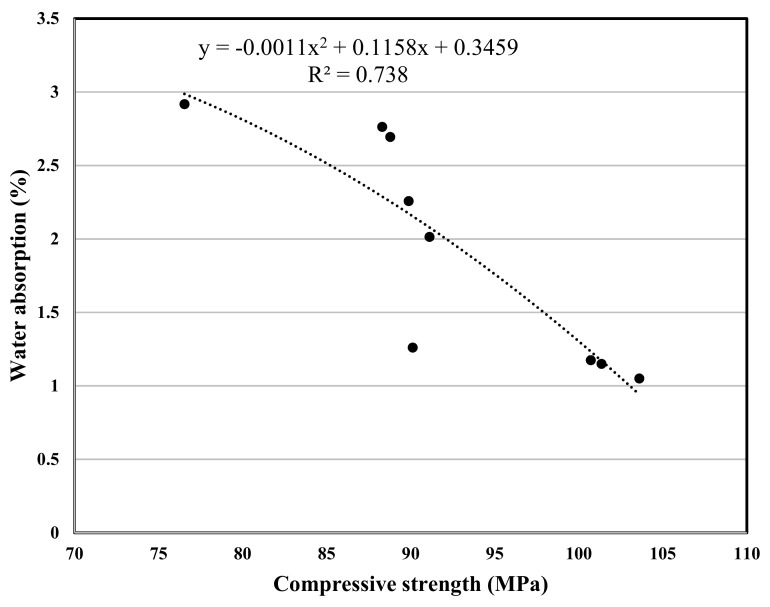 y = -0.0011x² + 0.1158x + 0.3459
R² = 0.738
Water absorption (%)
3.5
3
2.5
2
1.5
1
0.5
0
70 75 80 85 90 95 100 105 110
Compressive strength (MPa)